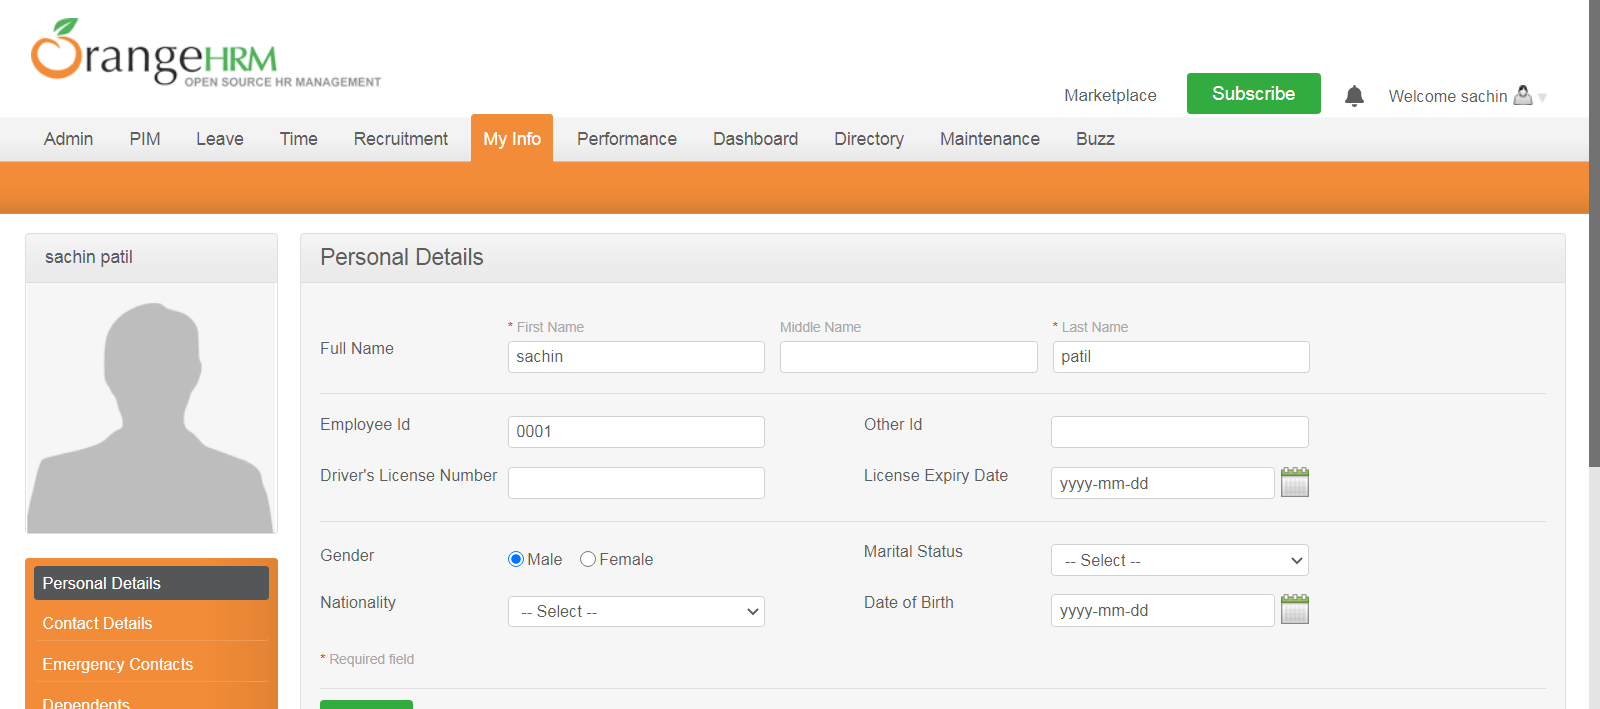 OrangeHRM
OPEN SOURCE HR MANAGEMENT
Marketplace Subscribe Welcome sachin
Admin PIM Leave Time Recruitment My Info Performance Dashboard Directory Maintenance Buzz
sachin patil
Personal Details
* First Name Middle Name * Last Name
Full Name sachin patil
Employee Id 0001 Other Id
Driver's License Number License Expiry Date yyyy-mm-dd
Gender Male Female Marital Status -- Select --
Nationality -- Select -- Date of Birth yyyy-mm-dd
* Required field
Personal Details
Contact Details
Emergency Contacts
Dependents